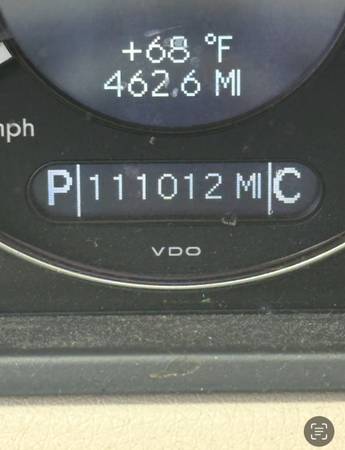 +68 °F
462.6 MI
mph
P 111012 MI C
VDO